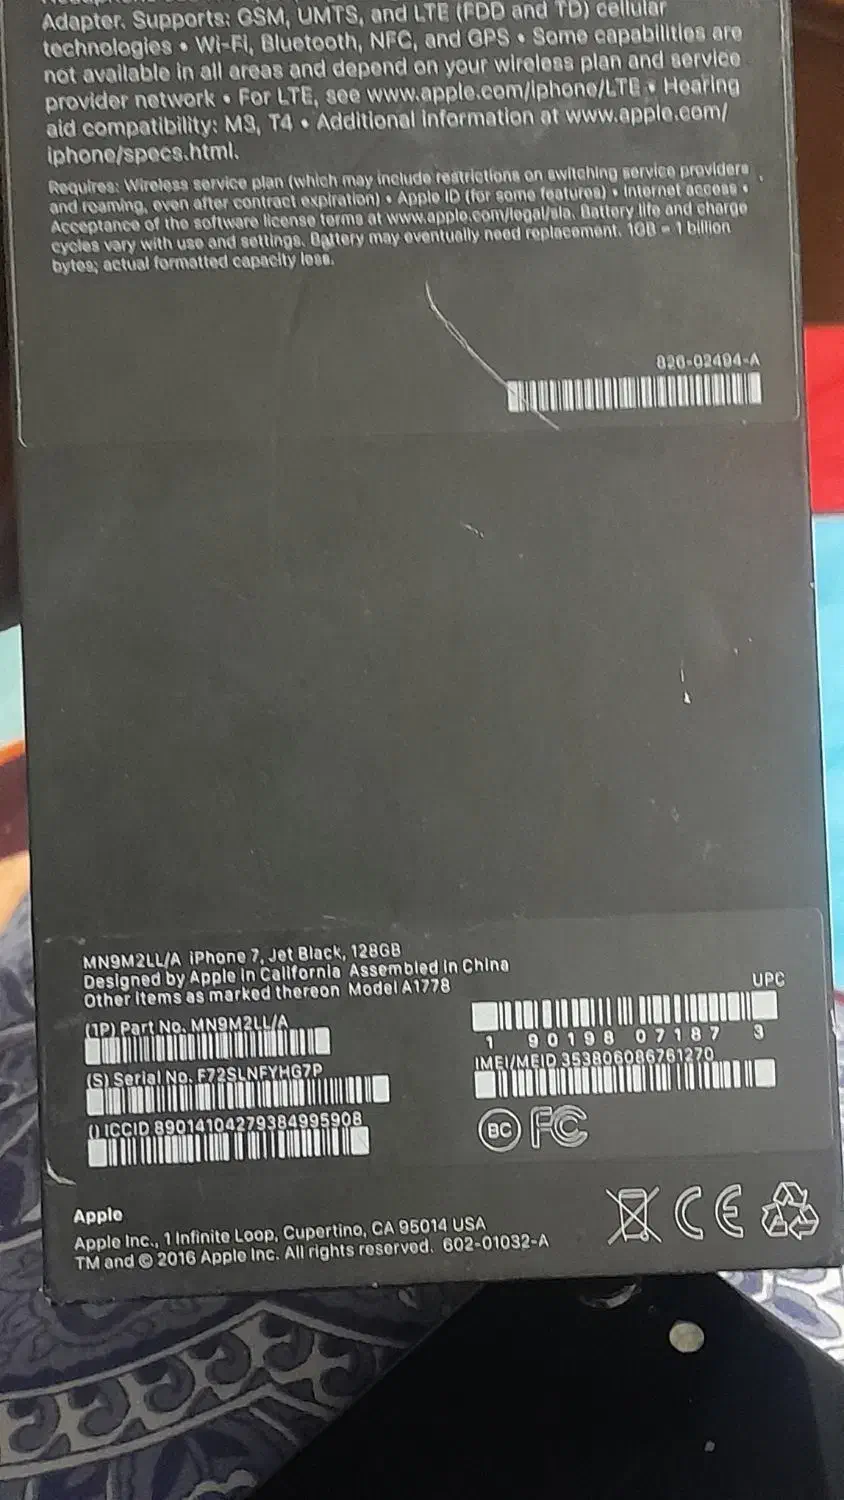 Adapter. Supports: GSM, UMTS, and LTE (FDD and TD) cellular
technologies • Wi-Fi, Bluetooth, NFC, and GPS • Some capabilities are
not available in all areas and depend on your wireless plan and service
provider network • For LTE, see www.apple.com/iphone/LTE • Hearing
aid compatibility: M3, T4 • Additional information at www.apple.com/
iphone/specs.html.
Requires: Wireless service plan (which may include restrictions on switching service providers
and roaming, even after contract expiration) • Apple ID (for some features) • Internet access •
Acceptance of the software license terms at www.apple.com/legal/sla. Battery life and charge
cycles vary with use and settings. Battery may eventually need replacement. 1GB = 1 billion
bytes; actual formatted capacity less.
826-02494-A
MN9M2LL/A iPhone 7, Jet Black, 128GB
Designed by Apple in California Assembled in China
Other items as marked thereon Model A1778
UPC
(1P) Part No. MN9M2LL/A
1 90198 07187 3
(S) Serial No. F72SLNFYHG7P
IMEI/MEID 353806086761270
() ICCID 89014104279384995908
BC FC
Apple
Apple Inc., 1 Infinite Loop, Cupertino, CA 95014 USA
TM and © 2016 Apple Inc. All rights reserved. 602-01032-A
CE